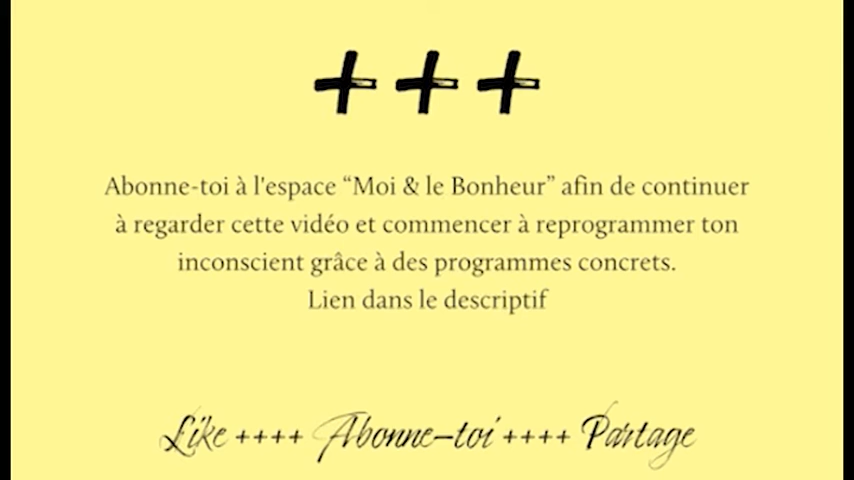 +++
Abonne-toi à l'espace “Moi & le Bonheur” afin de continuer
à regarder cette vidéo et commencer à reprogrammer ton
inconscient grâce à des programmes concrets.
Lien dans le descriptif
Like ++++ Abonne-toi ++++ Partage